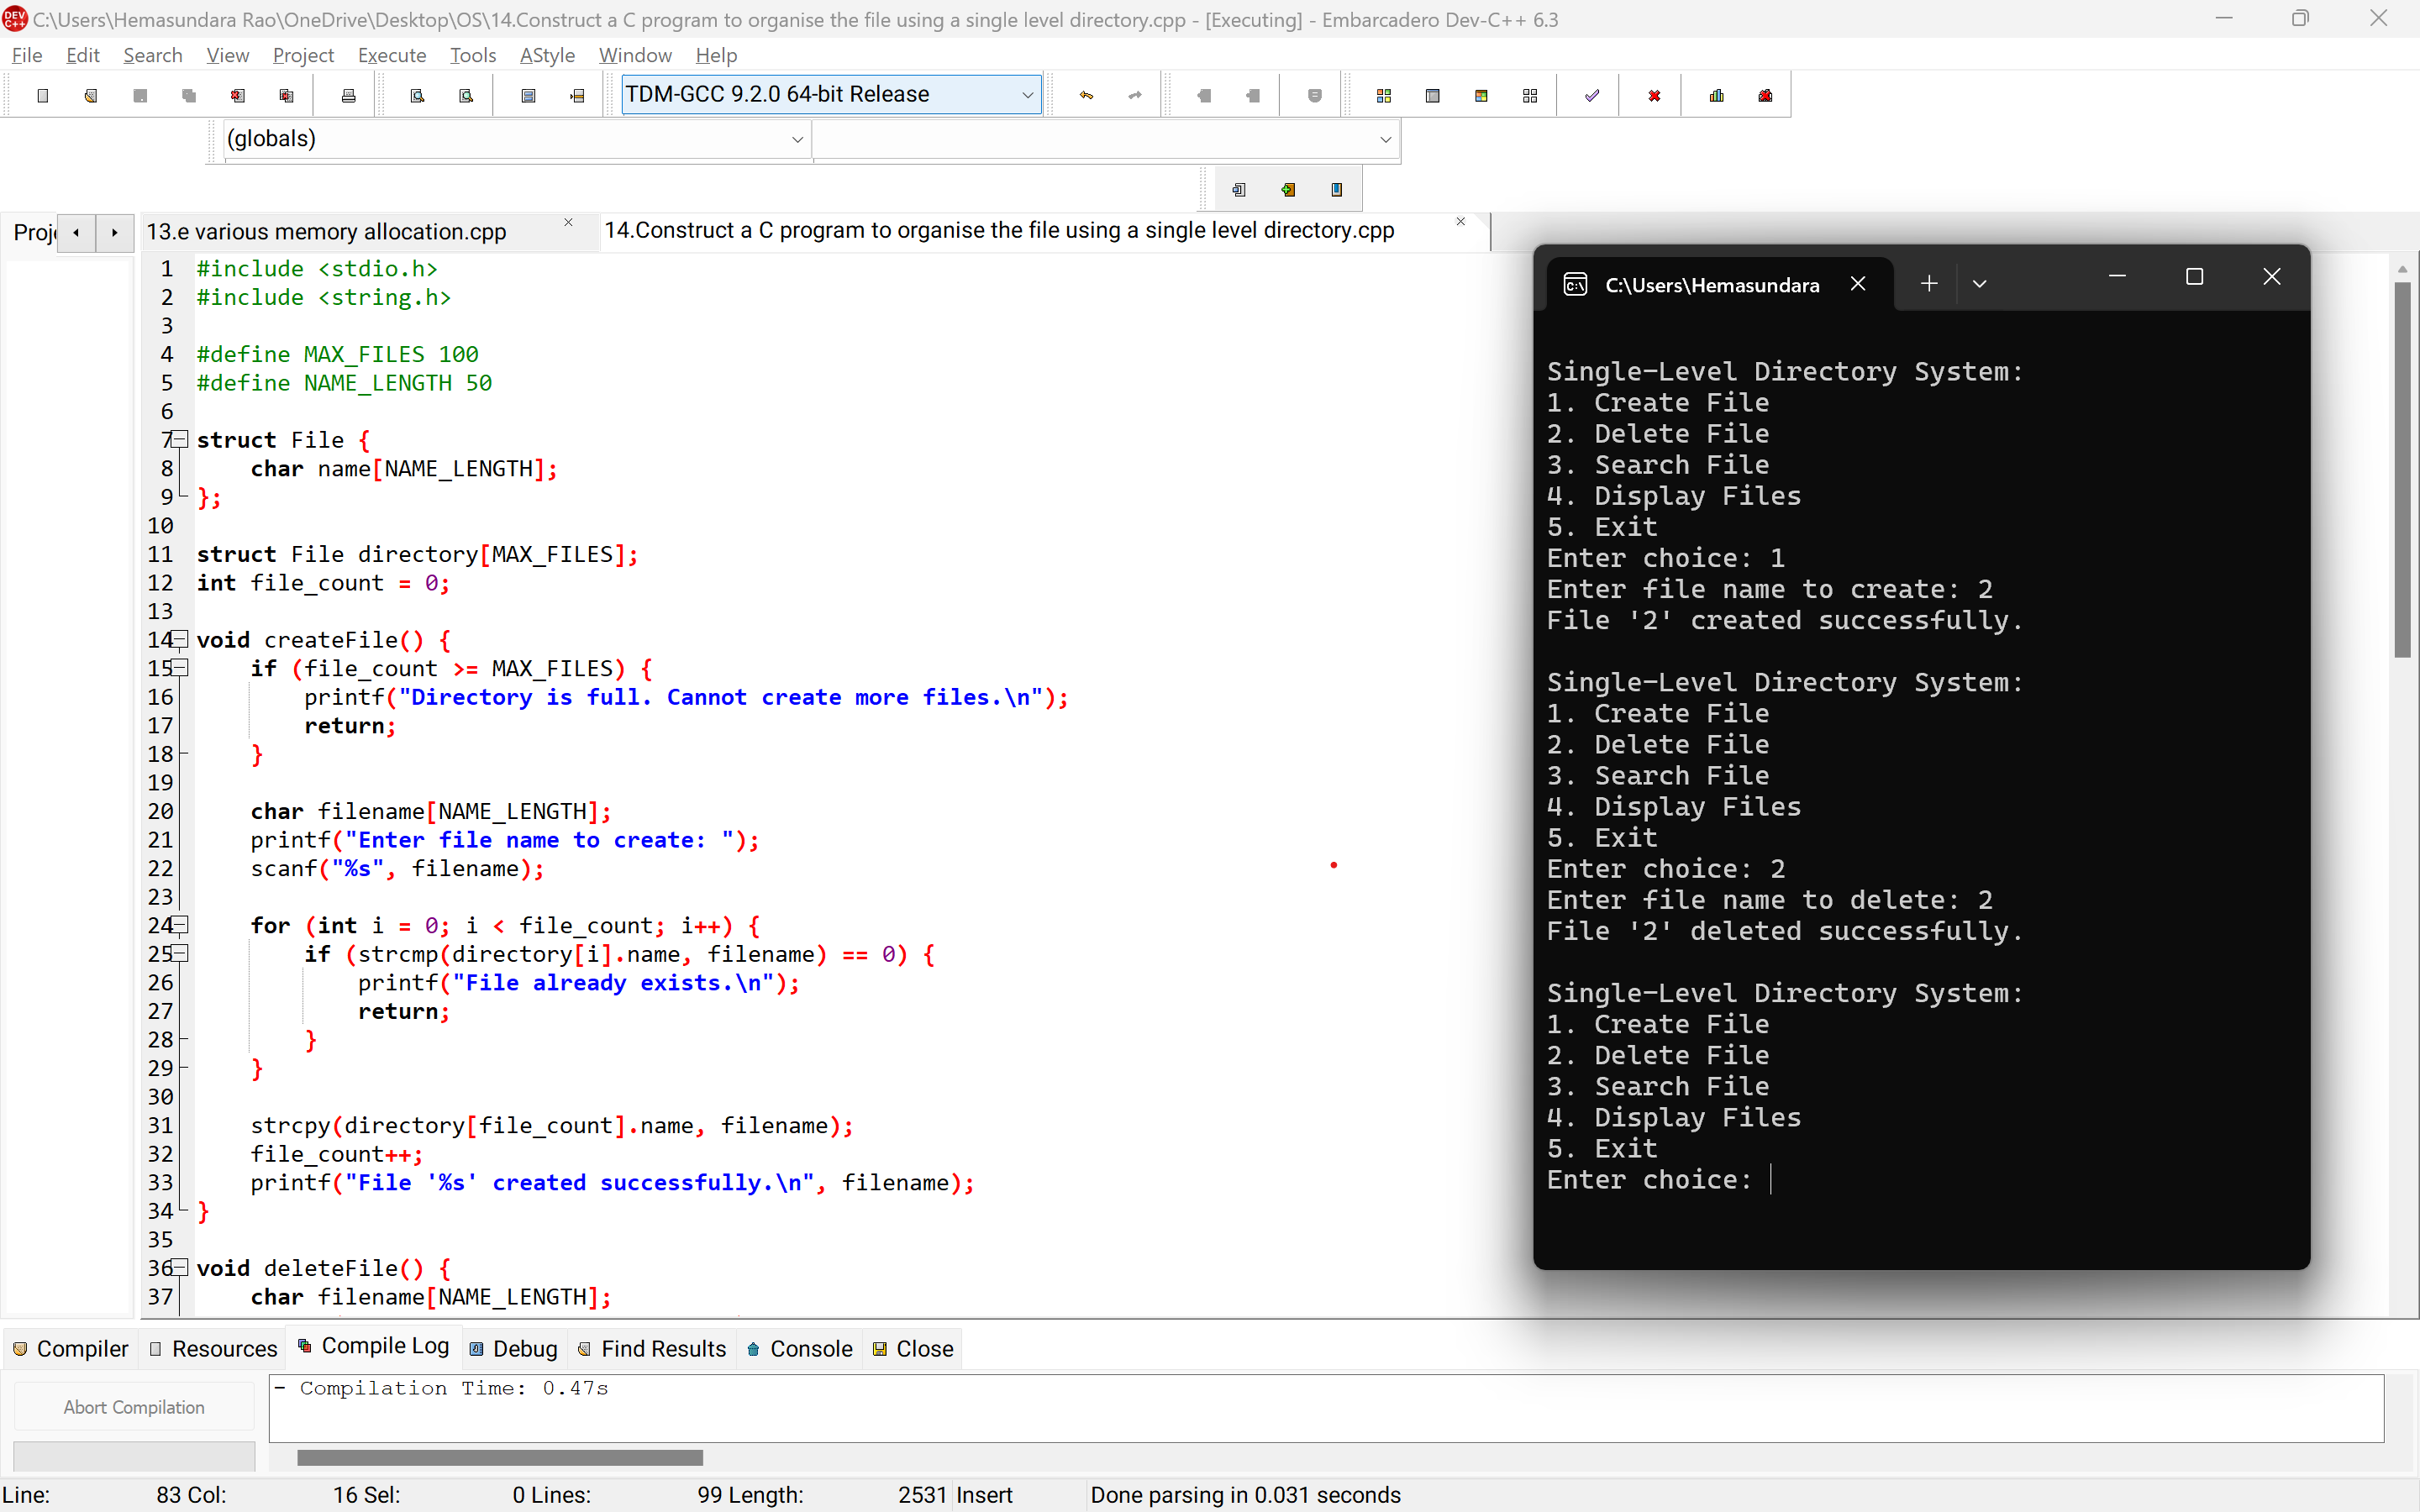 C:\Users\Hemasundara Rao\OneDrive\Desktop\OS\14.Construct a C program to organise the file using a single level directory.cpp - [Executing] - Embarcadero Dev-C++ 6.3
File Edit Search View Project Execute Tools AStyle Window Help
TDM-GCC 9.2.0 64-bit Release
(globals)
Proj 13.e various memory allocation.cpp 14.Construct a C program to organise the file using a single level directory.cpp
1 #include <stdio.h>
2 #include <string.h>
3
4 #define MAX_FILES 100
5 #define NAME_LENGTH 50
6
7 struct File {
8     char name[NAME_LENGTH];
9 };
10
11 struct File directory[MAX_FILES];
12 int file_count = 0;
13
14 void createFile() {
15     if (file_count >= MAX_FILES) {
16         printf("Directory is full. Cannot create more files.\n");
17         return;
18     }
19
20     char filename[NAME_LENGTH];
21     printf("Enter file name to create: ");
22     scanf("%s", filename);
23
24     for (int i = 0; i < file_count; i++) {
25         if (strcmp(directory[i].name, filename) == 0) {
26             printf("File already exists.\n");
27             return;
28         }
29     }
30
31     strcpy(directory[file_count].name, filename);
32     file_count++;
33     printf("File '%s' created successfully.\n", filename);
34 }
35
36 void deleteFile() {
37     char filename[NAME_LENGTH];
C:\Users\Hemasundara
Single-Level Directory System:
1. Create File
2. Delete File
3. Search File
4. Display Files
5. Exit
Enter choice: 1
Enter file name to create: 2
File '2' created successfully.
Single-Level Directory System:
1. Create File
2. Delete File
3. Search File
4. Display Files
5. Exit
Enter choice: 2
Enter file name to delete: 2
File '2' deleted successfully.
Single-Level Directory System:
1. Create File
2. Delete File
3. Search File
4. Display Files
5. Exit
Enter choice:
Compiler Resources Compile Log Debug Find Results Console Close
Abort Compilation
- Compilation Time: 0.47s
Line: 83 Col: 16 Sel: 0 Lines: 99 Length: 2531 Insert Done parsing in 0.031 seconds